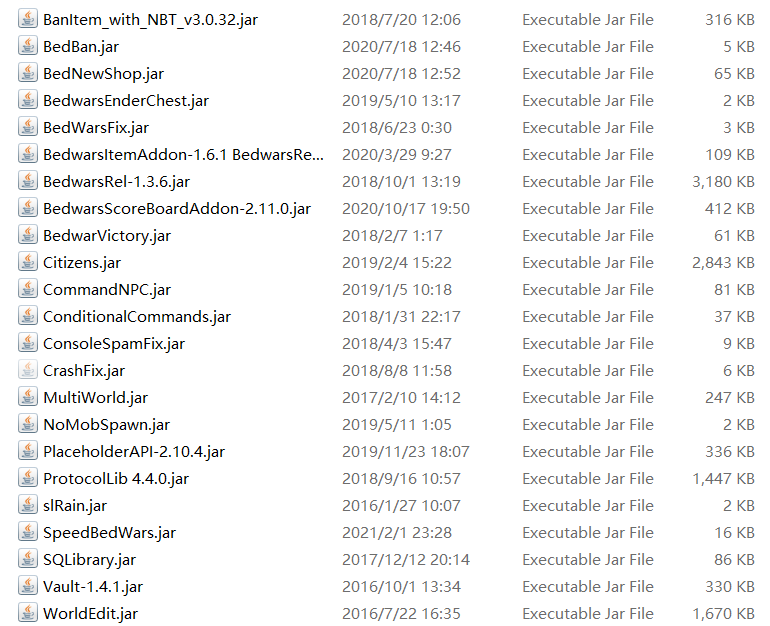 BanItem_with_NBT_v3.0.32.jar 2018/7/20 12:06 Executable Jar File 316 KB
BedBan.jar 2020/7/18 12:46 Executable Jar File 5 KB
BedNewShop.jar 2020/7/18 12:52 Executable Jar File 65 KB
BedwarsEnderChest.jar 2019/5/10 13:17 Executable Jar File 2 KB
BedWarsFix.jar 2018/6/23 0:30 Executable Jar File 3 KB
BedwarsItemAddon-1.6.1 BedwarsRe... 2020/3/29 9:27 Executable Jar File 109 KB
BedwarsRel-1.3.6.jar 2018/10/1 13:19 Executable Jar File 3,180 KB
BedwarsScoreBoardAddon-2.11.0.jar 2020/10/17 19:50 Executable Jar File 412 KB
BedwarVictory.jar 2018/2/7 1:17 Executable Jar File 61 KB
Citizens.jar 2019/2/4 15:22 Executable Jar File 2,843 KB
CommandNPC.jar 2019/1/5 10:18 Executable Jar File 81 KB
ConditionalCommands.jar 2018/1/31 22:17 Executable Jar File 37 KB
ConsoleSpamFix.jar 2018/4/3 15:47 Executable Jar File 9 KB
CrashFix.jar 2018/8/8 11:58 Executable Jar File 6 KB
MultiWorld.jar 2017/2/10 14:12 Executable Jar File 247 KB
NoMobSpawn.jar 2019/5/11 1:05 Executable Jar File 2 KB
PlaceholderAPI-2.10.4.jar 2019/11/23 18:07 Executable Jar File 336 KB
ProtocolLib 4.4.0.jar 2018/9/16 10:57 Executable Jar File 1,447 KB
slRain.jar 2016/1/27 10:07 Executable Jar File 2 KB
SpeedBedWars.jar 2021/2/1 23:28 Executable Jar File 16 KB
SQLibrary.jar 2017/12/12 20:14 Executable Jar File 86 KB
Vault-1.4.1.jar 2016/10/1 13:34 Executable Jar File 330 KB
WorldEdit.jar 2016/7/22 16:35 Executable Jar File 1,670 KB